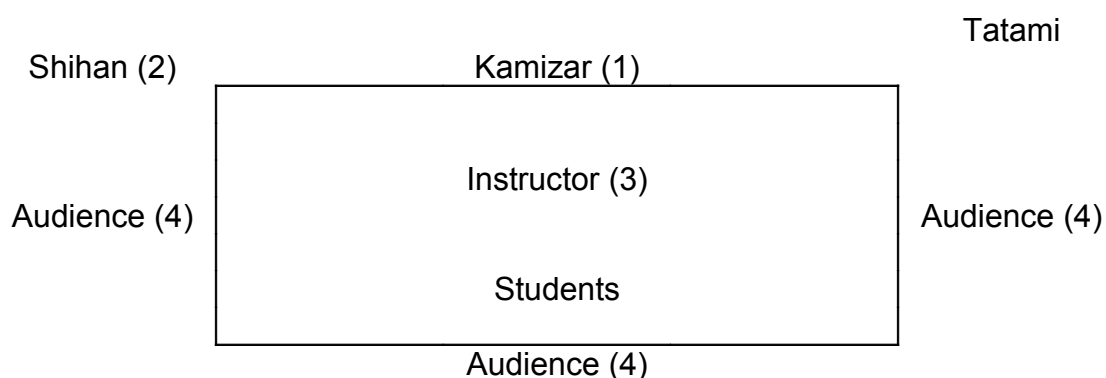 Tatami
Shihan (2) Kamizar (1)
Instructor (3)
Audience (4) Audience (4)
Students
Audience (4)